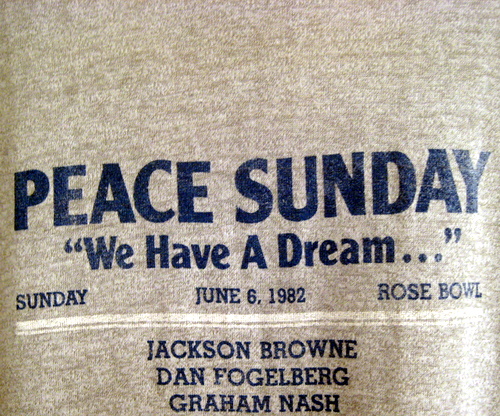 PEACE SUNDAY
“We Have A Dream...”
SUNDAY JUNE 6, 1982 ROSE BOWL
JACKSON BROWNE
DAN FOGELBERG
GRAHAM NASH